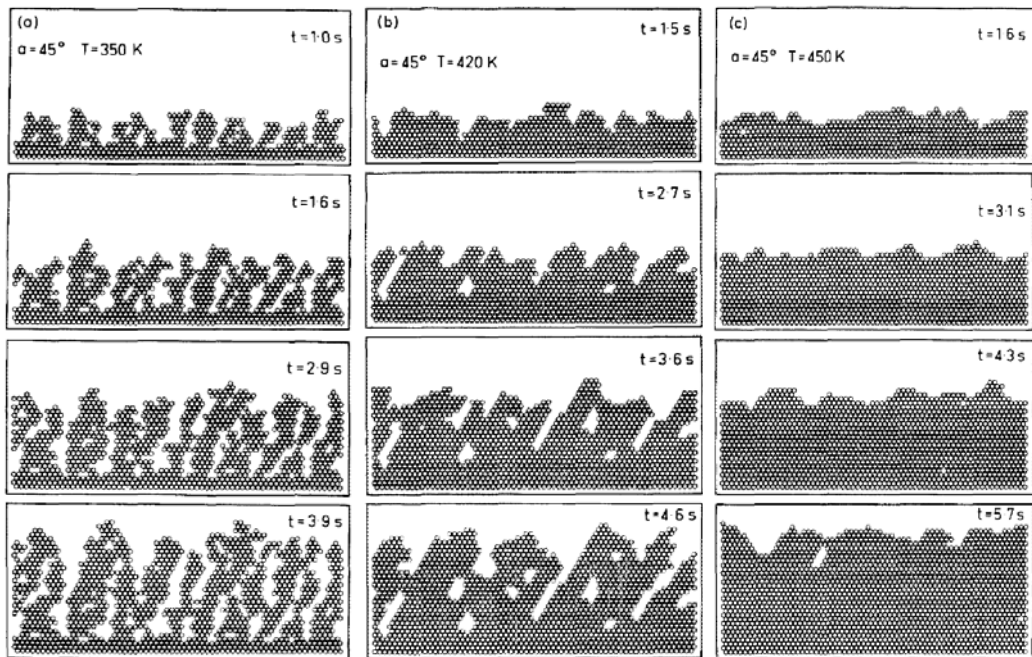 (a)
t=1·0 s
α=45° T=350 K
t=1·6 s
t=2·9 s
t=3·9 s
(b)
t=1·5 s
α=45° T=420 K
t=2·7 s
t=3·6 s
t=4·6 s
(c)
t=1·6 s
α=45° T=450 K
t=3·1 s
t=4·3 s
t=5·7 s